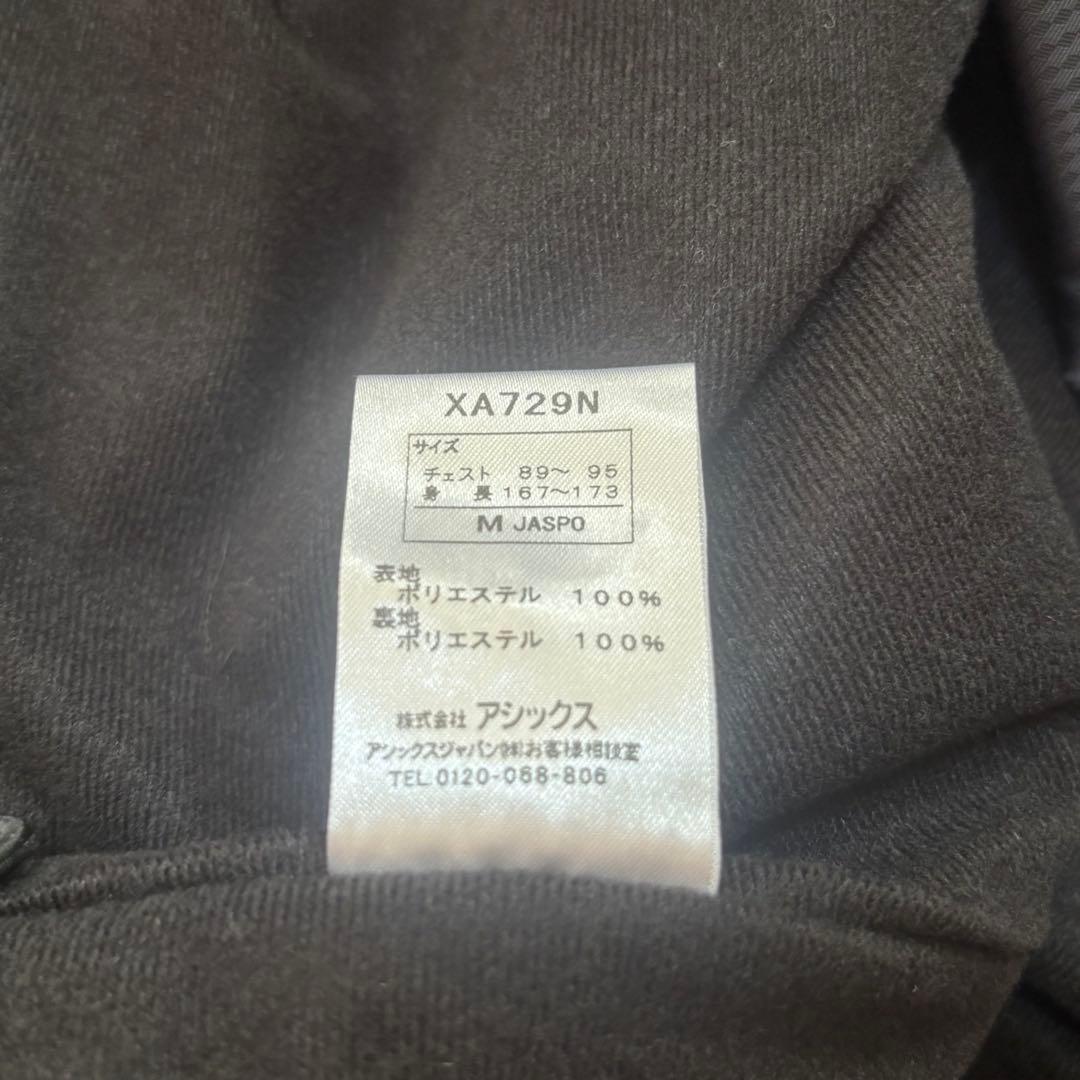 XA729N
サイズ
チェスト 89～ 95
身 長 167～173
M JASPO
表地
ポリエステル 100%
裏地
ポリエステル 100%
株式会社 アシックス
アシックスジャパン㈱お客様相談室
TEL.0120-068-806